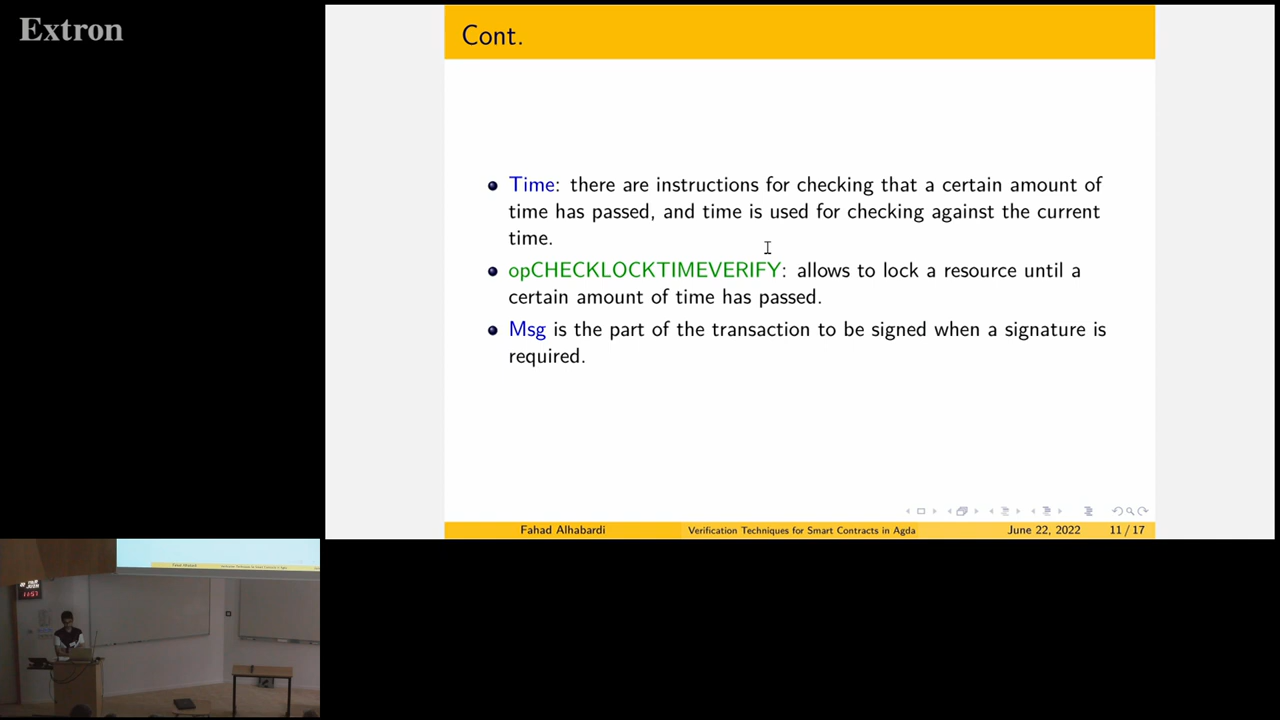 Extron
Cont.
Time: there are instructions for checking that a certain amount of
time has passed, and time is used for checking against the current
time.
opCHECKLOCKTIMEVERIFY: allows to lock a resource until a
certain amount of time has passed.
Msg is the part of the transaction to be signed when a signature is
required.
Fahad Alhabardi Verification Techniques for Smart Contracts in Agda June 22, 2022 11 / 17
11:57